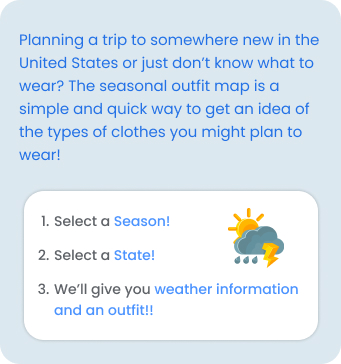 Planning a trip to somewhere new in the
United States or just don't know what to
wear? The seasonal outfit map is a
simple and quick way to get an idea of
the types of clothes you might plan to
wear!
1. Select a Season!
2. Select a State!
3. We'll give you weather information
and an outfit!!